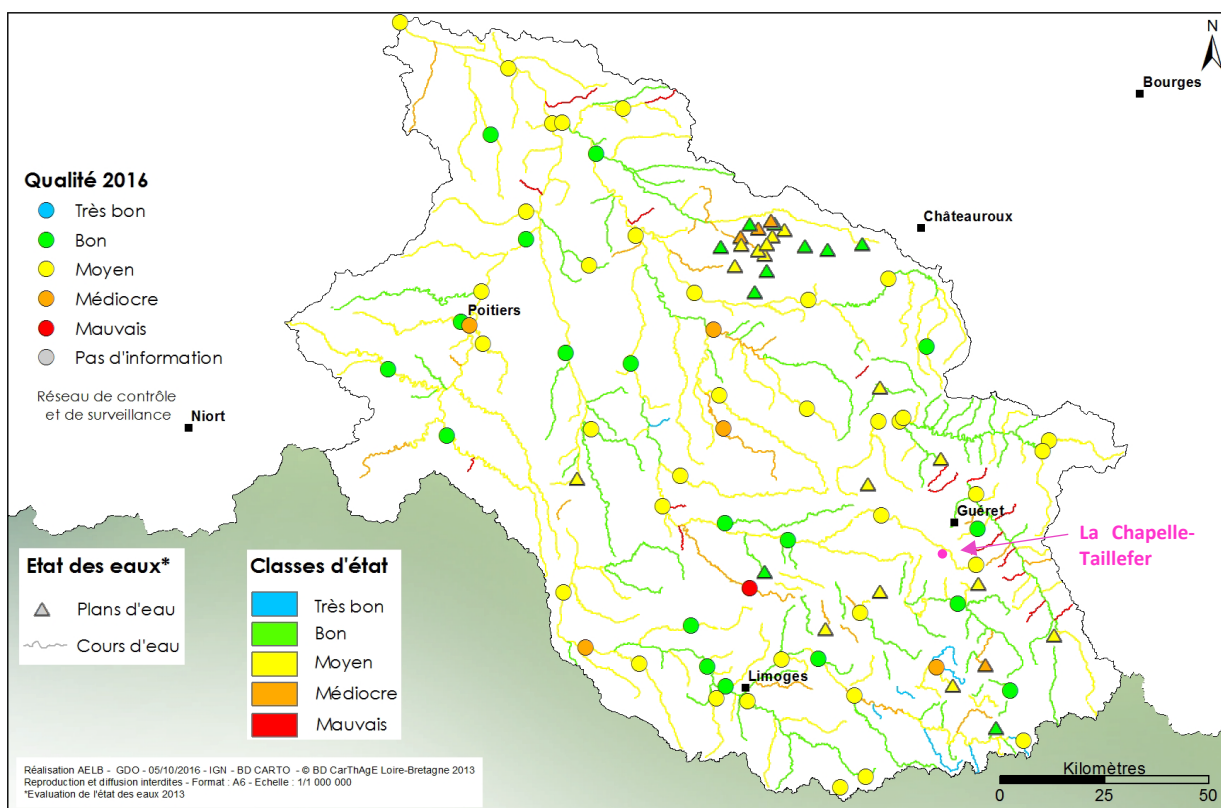 N
Bourges
Qualité 2016
Très bon
Bon
Moyen
Médiocre
Mauvais
Pas d'information
Réseau de contrôle
et de surveillance
Châteauroux
Poitiers
Niort
Guéret
La Chapelle-
Taillefer
Limoges
Etat des eaux*
Plans d'eau
Cours d'eau
Classes d'état
Très bon
Bon
Moyen
Médiocre
Mauvais
Kilomètres
0 25 50
Réalisation AELB - GDO - 05/10/2016 - IGN - BD CARTO - © BD CarThAgE Loire-Bretagne 2013
Reproduction et diffusion interdites - Format : A6 - Echelle : 1/1 000 000
*Evaluation de l'état des eaux 2013